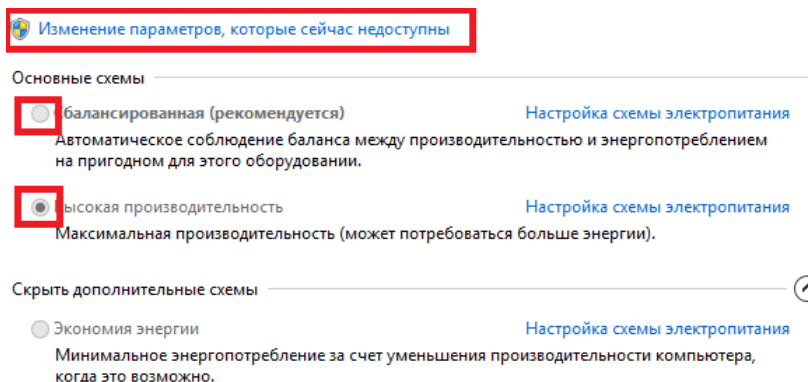 Изменение параметров, которые сейчас недоступны
Основные схемы
Сбалансированная (рекомендуется) Настройка схемы электропитания
Автоматическое соблюдение баланса между производительностью и энергопотреблением
на пригодном для этого оборудовании.
Высокая производительность Настройка схемы электропитания
Максимальная производительность (может потребоваться больше энергии).
Скрыть дополнительные схемы
Экономия энергии Настройка схемы электропитания
Минимальное энергопотребление за счет уменьшения производительности компьютера,
когда это возможно.